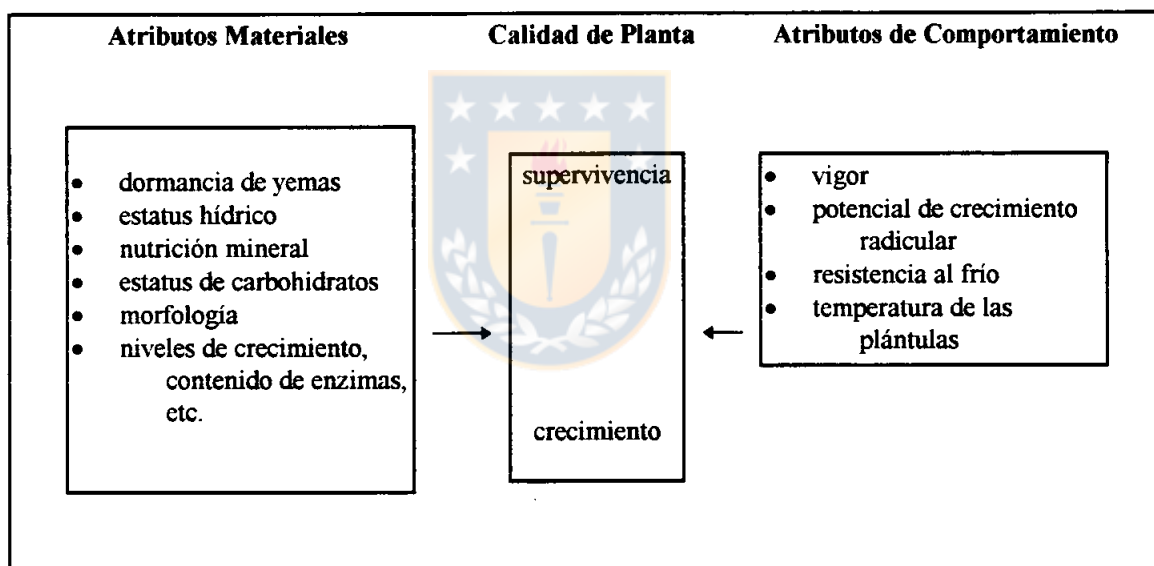 Atributos Materiales
Calidad de Planta
Atributos de Comportamiento
• dormancia de yemas
• estatus hídrico
• nutrición mineral
• estatus de carbohidratos
• morfología
• niveles de crecimiento,
contenido de enzimas,
etc.
supervivencia
crecimiento
• vigor
• potencial de crecimiento
radicular
• resistencia al frío
• temperatura de las
plántulas